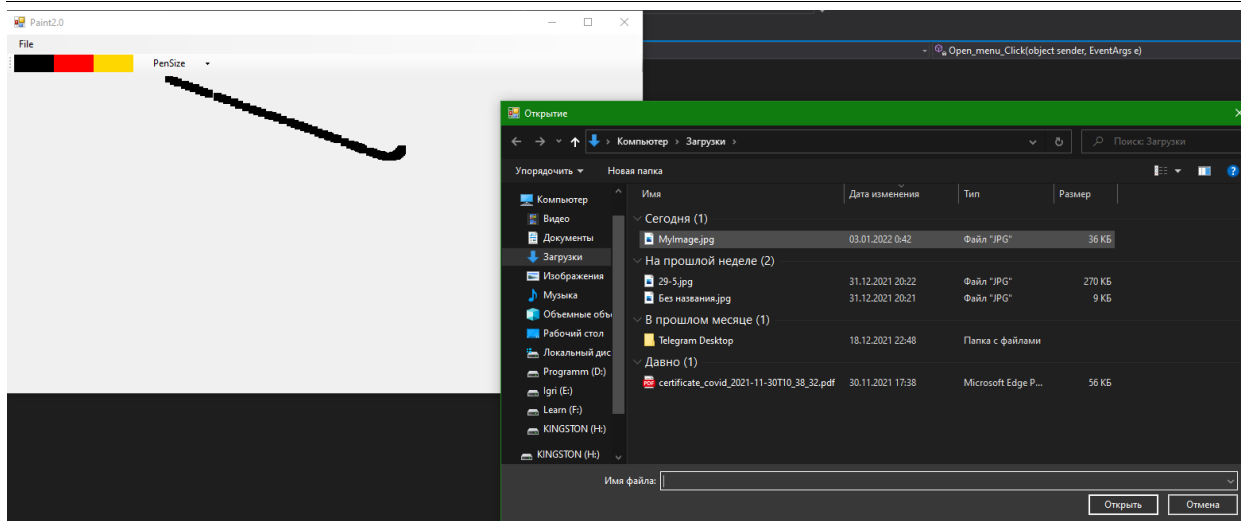 Paint2.0
File
PenSize
Open_menu_Click(object sender, EventArgs e)
Открытие
Компьютер › Загрузки ›
Поиск: Загрузки
Упорядочить Новая папка
Имя Дата изменения Тип Размер
Компьютер
Видео
Документы
Загрузки
Изображения
Музыка
Объемные объ
Рабочий стол
Локальный дис
Programm (D:)
Igri (E:)
Learn (F:)
KINGSTON (H:)
KINGSTON (H:)
Сегодня (1)
MyImage.jpg 03.01.2022 0:42 Файл "JPG" 36 КБ
На прошлой неделе (2)
29-5.jpg 31.12.2021 20:22 Файл "JPG" 270 КБ
Без названия.jpg 31.12.2021 20:21 Файл "JPG" 9 КБ
В прошлом месяце (1)
Telegram Desktop 18.12.2021 22:48 Папка с файлами
Давно (1)
certificate_covid_2021-11-30T10_38_32.pdf 30.11.2021 17:38 Microsoft Edge P... 56 КБ
Имя файла:
Открыть Отмена